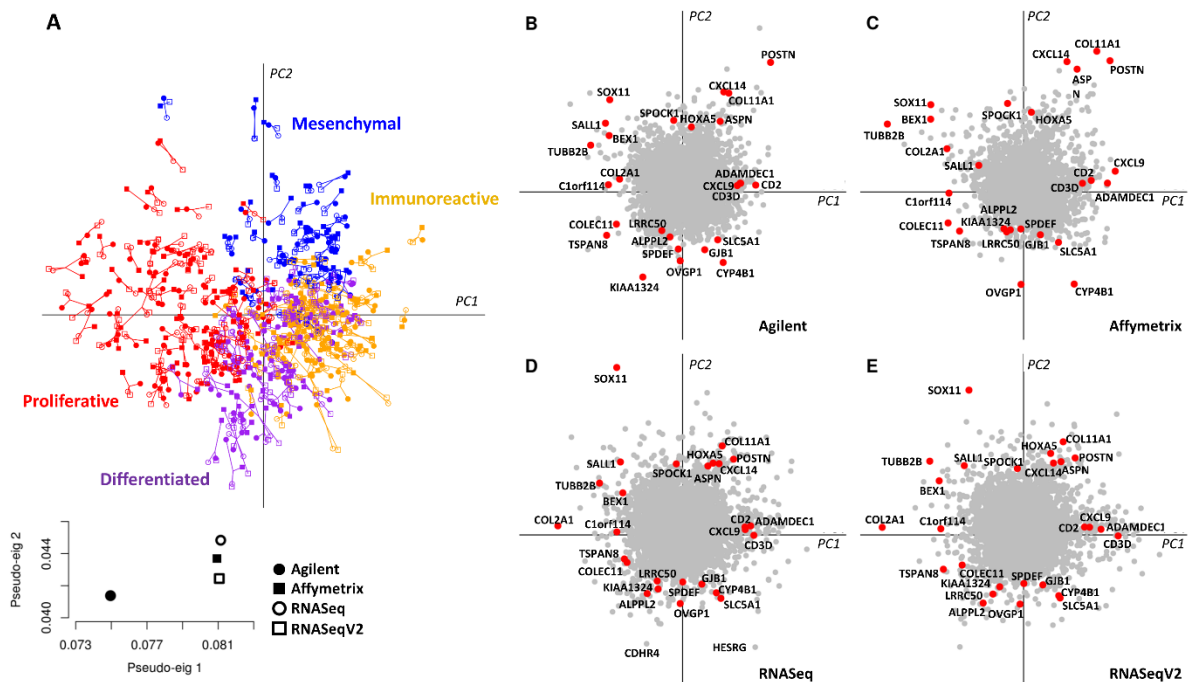 A
PC2
Mesenchymal
Immunoreactive
PC1
Proliferative
Differentiated
Pseudo-eig 2
0.044
0.040
0.073
0.077
0.081
Pseudo-eig 1
Agilent
Affymetrix
RNASeq
RNASeqV2
B
PC2
POSTN
CXCL14
COL11A1
SOX11
SPOCK1
HOXA5
ASPN
SALL1
BEX1
TUBB2B
COL2A1
C1orf114
ADAMDEC1
CXCL9
CD2
CD3D
PC1
COLEC11
TSPAN8
LRRC50
ALPPL2
SPDEF
SLC5A1
GJB1
OVGP1
CYP4B1
KIAA1324
Agilent
C
PC2
COL11A1
CXCL14
POSTN
ASP
N
SOX11
BEX1
SPOCK1
HOXA5
TUBB2B
COL2A1
SALL1
CXCL9
CD2
CD3D
ADAMDEC1
C1orf114
PC1
COLEC11
TSPAN8
ALPPL2
KIAA1324
SPDEF
LRRC50
GJB1
SLC5A1
OVGP1
CYP4B1
Affymetrix
D
PC2
SOX11
COL11A1
HOXA5
POSTN
SPOCK1
CXCL14
ASPN
SALL1
TUBB2B
BEX1
COL2A1
C1orf114
CD2
ADAMDEC1
CXCL9
CD3D
PC1
TSPAN8
COLEC11
LRRC50
KIAA1324
GJB1
SPDEF
CYP4B1
ALPPL2
SLC5A1
OVGP1
CDHR4
HESRG
RNASeq
E
PC2
SOX11
COL11A1
HOXA5
POSTN
TUBB2B
SALL1
SPOCK1
ASPN
CXCL14
BEX1
COL2A1
C1orf114
CXCL9
CD2
ADAMDEC1
CD3D
PC1
TSPAN8
COLEC11
KIAA1324
SPDEF
GJB1
LRRC50
CYP4B1
ALPPL2
OVGP1
SLC5A1
RNASeqV2